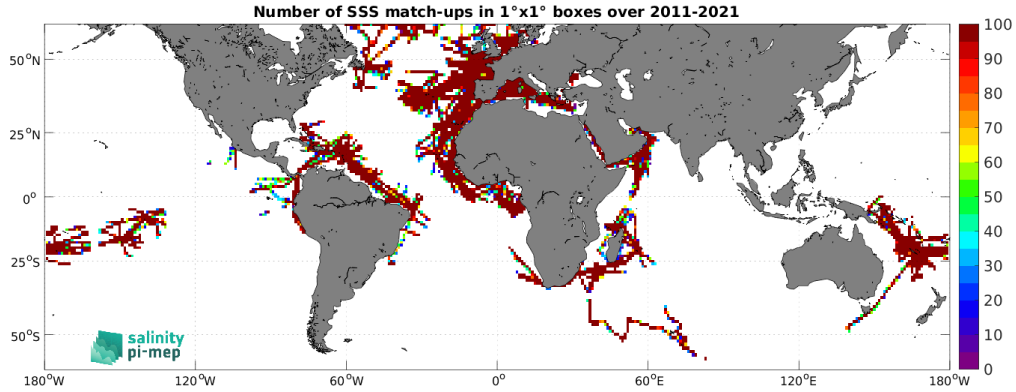 Number of SSS match-ups in 1°x1° boxes over 2011-2021
100
90
80
70
60
50
40
30
20
10
0
50°N
25°N
0°
25°S
50°S
salinity
pi-mep
180°W
120°W
60°W
0°
60°E
120°E
180°W